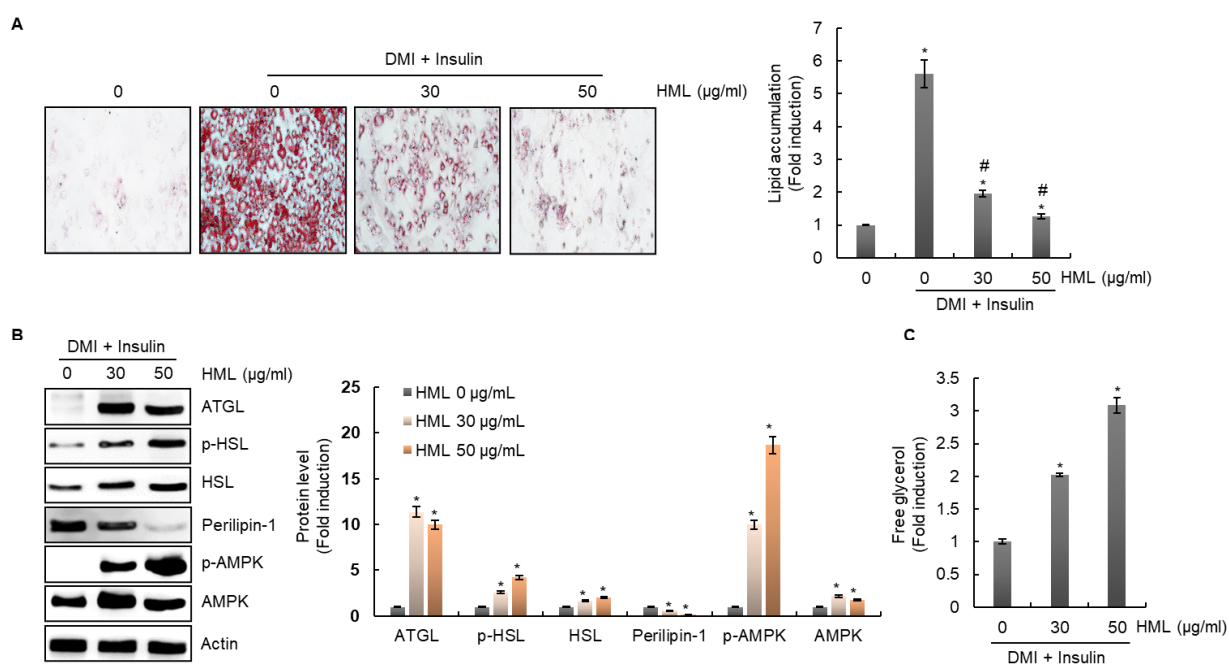 A
DMI + Insulin
0 0 30 50 HML (µg/ml)
Lipid accumulation
(Fold induction)
7
6
5
4
3
2
1
0
*
#
*
#
*
0 0 30 50 HML (µg/ml)
DMI + Insulin
B
DMI + Insulin
0 30 50 HML (µg/ml)
ATGL
p-HSL
HSL
Perilipin-1
p-AMPK
AMPK
Actin
Protein level
(Fold induction)
25
20
15
10
5
0
HML 0 µg/mL
HML 30 µg/mL
HML 50 µg/mL
* *
* *
* *
* *
* *
* *
ATGL p-HSL HSL Perilipin-1 p-AMPK AMPK
C
Free glycerol
(Fold induction)
3.5
3
2.5
2
1.5
1
0.5
0
*
*
0 30 50 HML (µg/ml)
DMI + Insulin